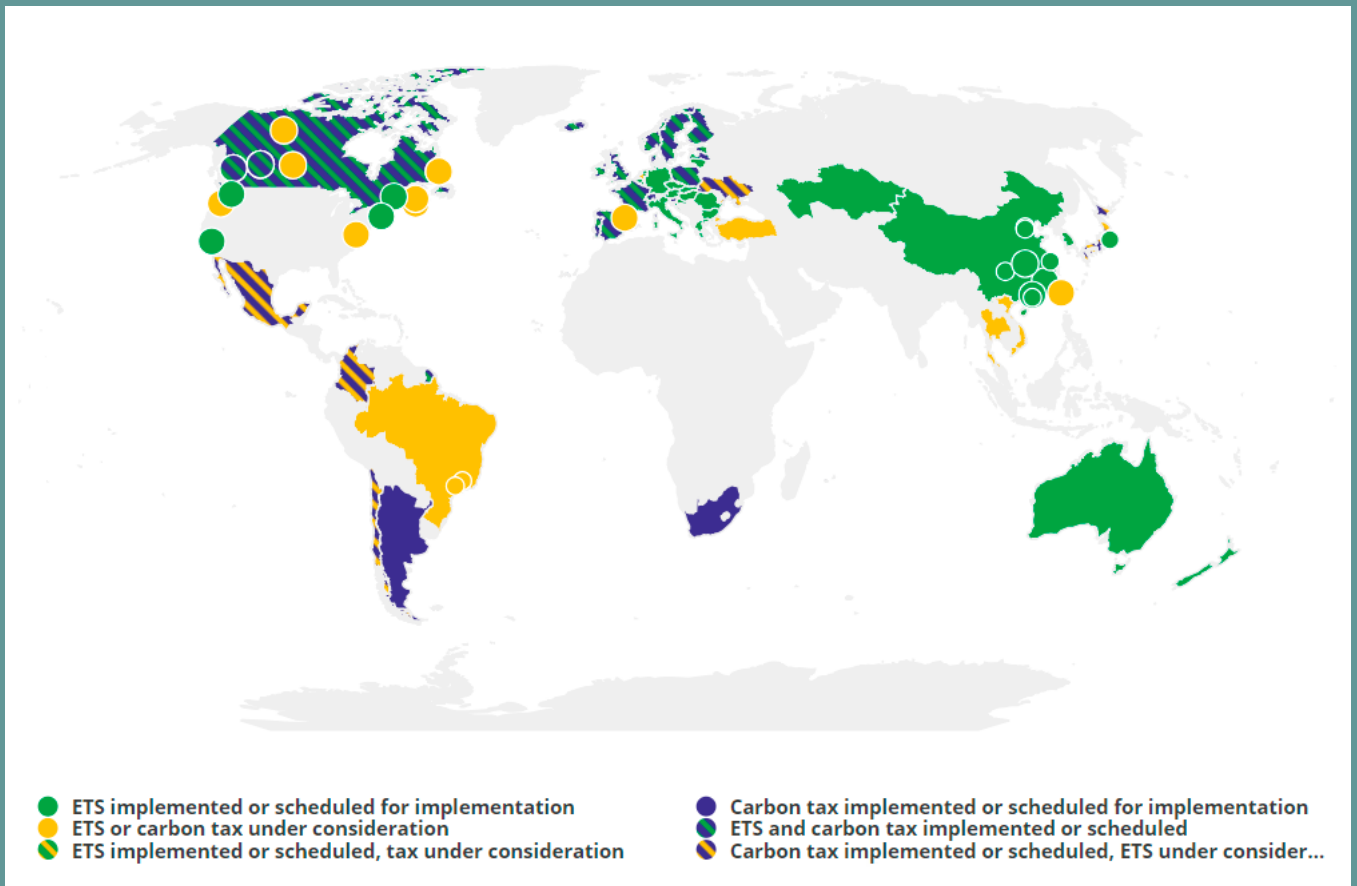 ETS implemented or scheduled for implementation
ETS or carbon tax under consideration
ETS implemented or scheduled, tax under consideration
Carbon tax implemented or scheduled for implementation
ETS and carbon tax implemented or scheduled
Carbon tax implemented or scheduled, ETS under consider...